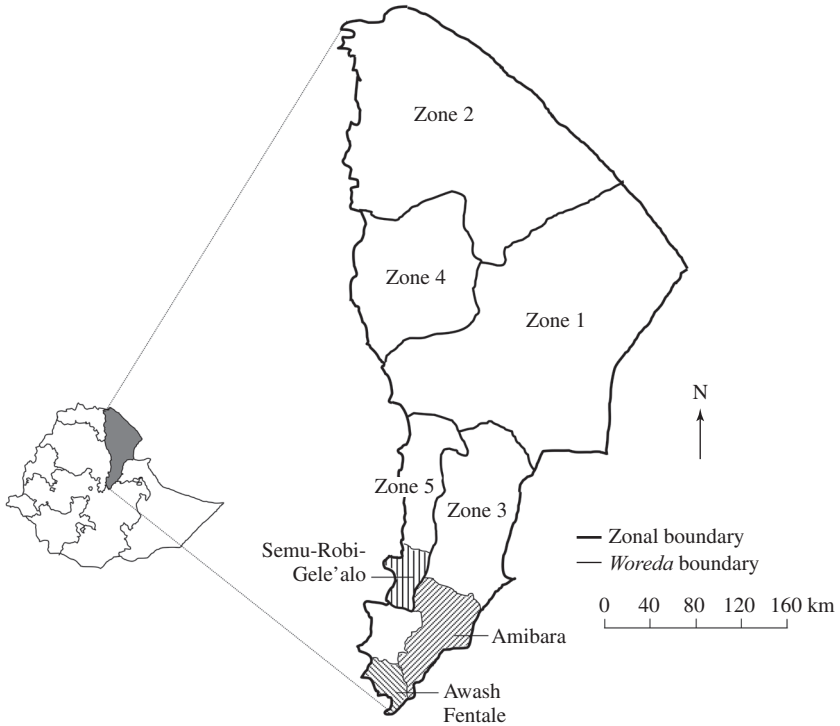 Zone 2
Zone 4
Zone 1
N
Zone 5
Zone 3
Semu-Robi-
Gele’alo
Zonal boundary
Woreda boundary
0 40 80 120 160 km
Amibara
Awash
Fentale